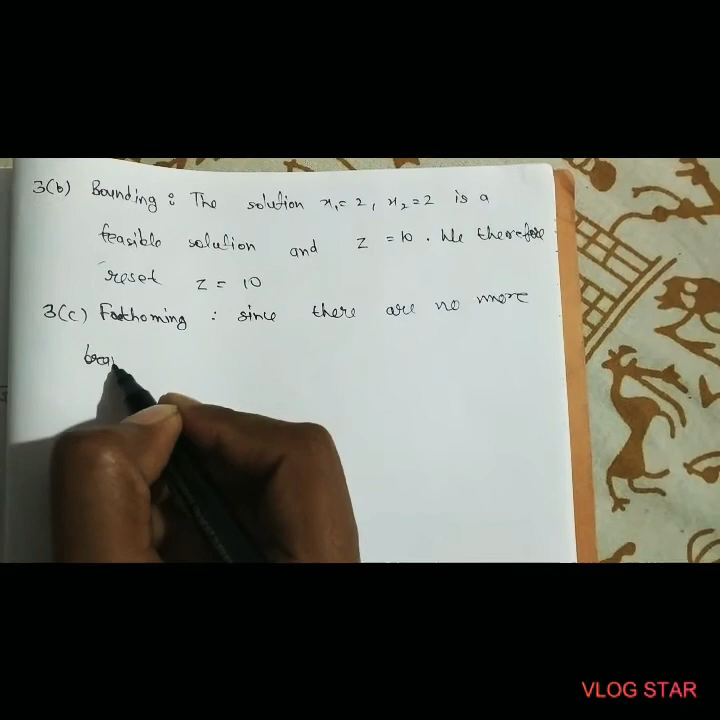 3(b) Bounding : The solution x₁= 2, x₂=2 is a
feasible solution and z = 10. We therefore
reset z = 10
3(c) Fathoming : since there are no more
bra
VLOG STAR